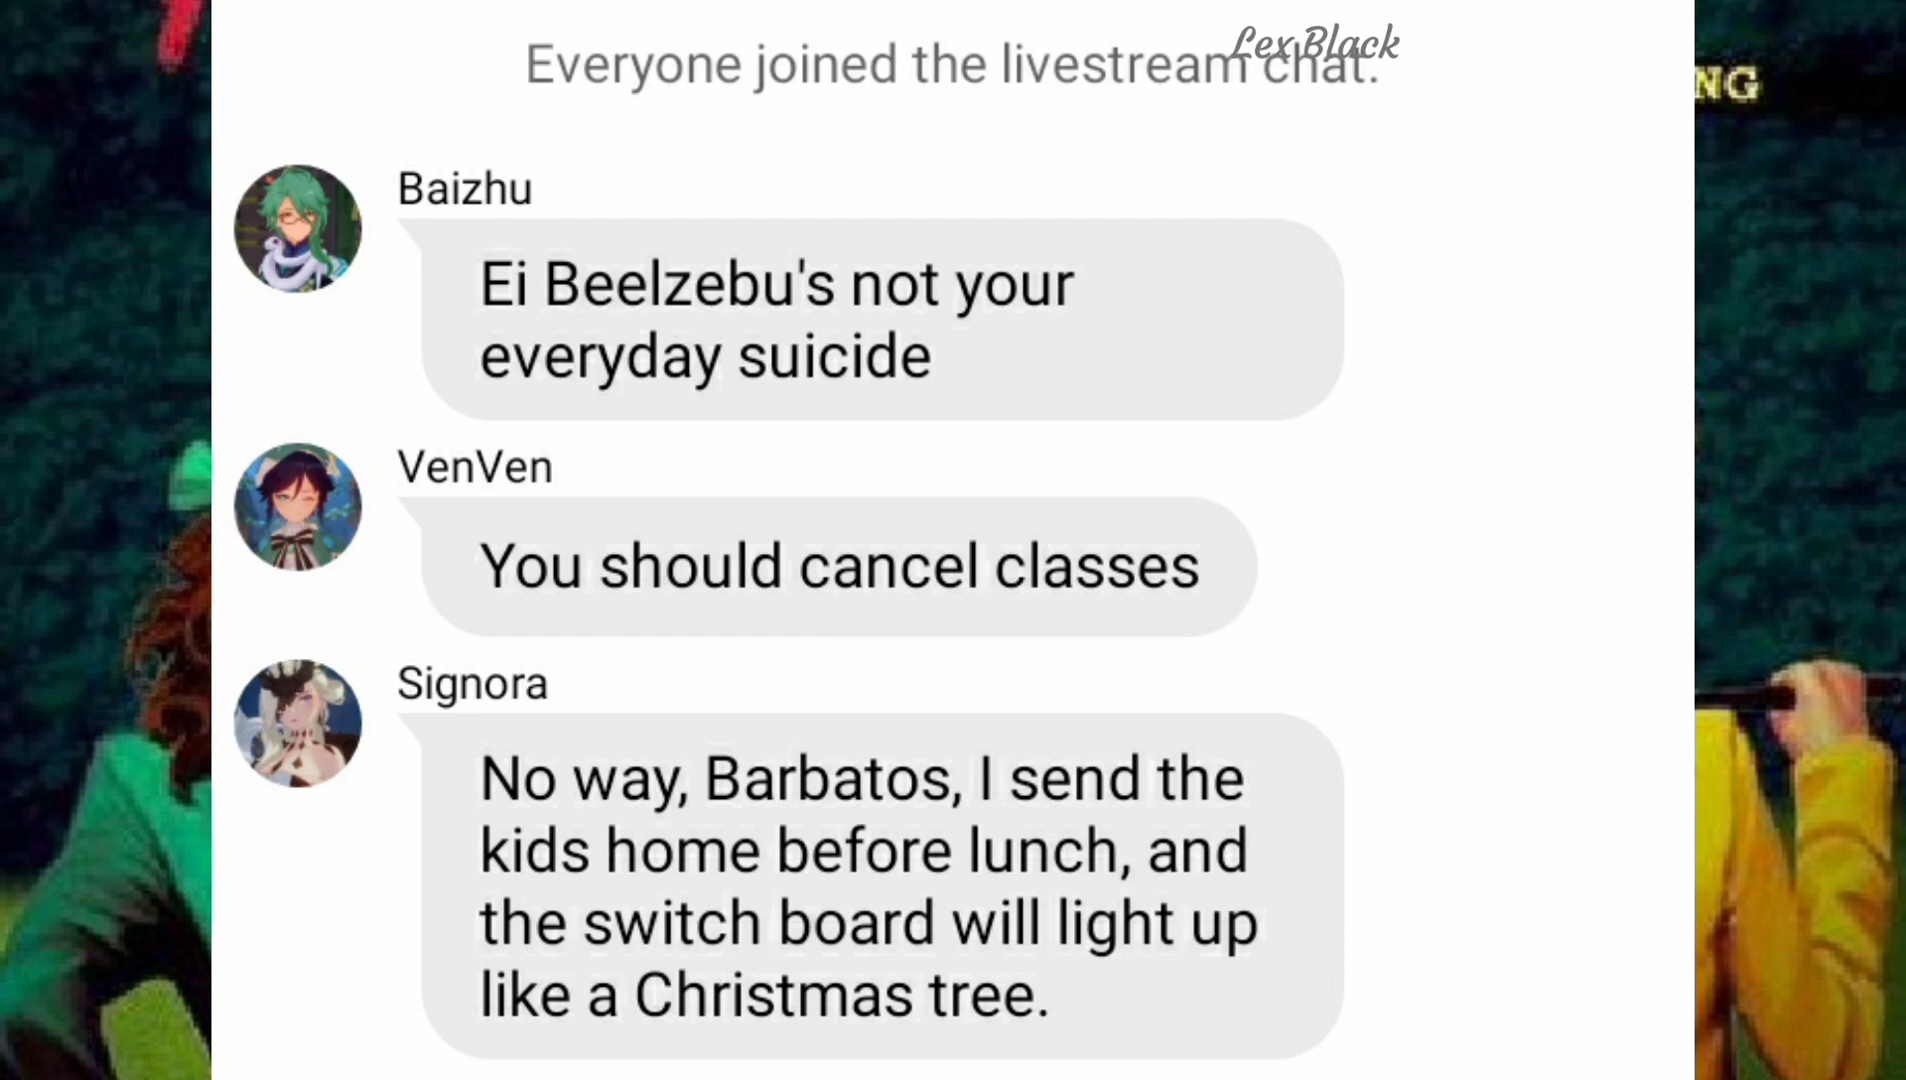 Everyone joined the livestream chat.
Lex Black
NG
Baizhu
Ei Beelzebu's not your
everyday suicide
VenVen
You should cancel classes
Signora
No way, Barbatos, I send the
kids home before lunch, and
the switch board will light up
like a Christmas tree.